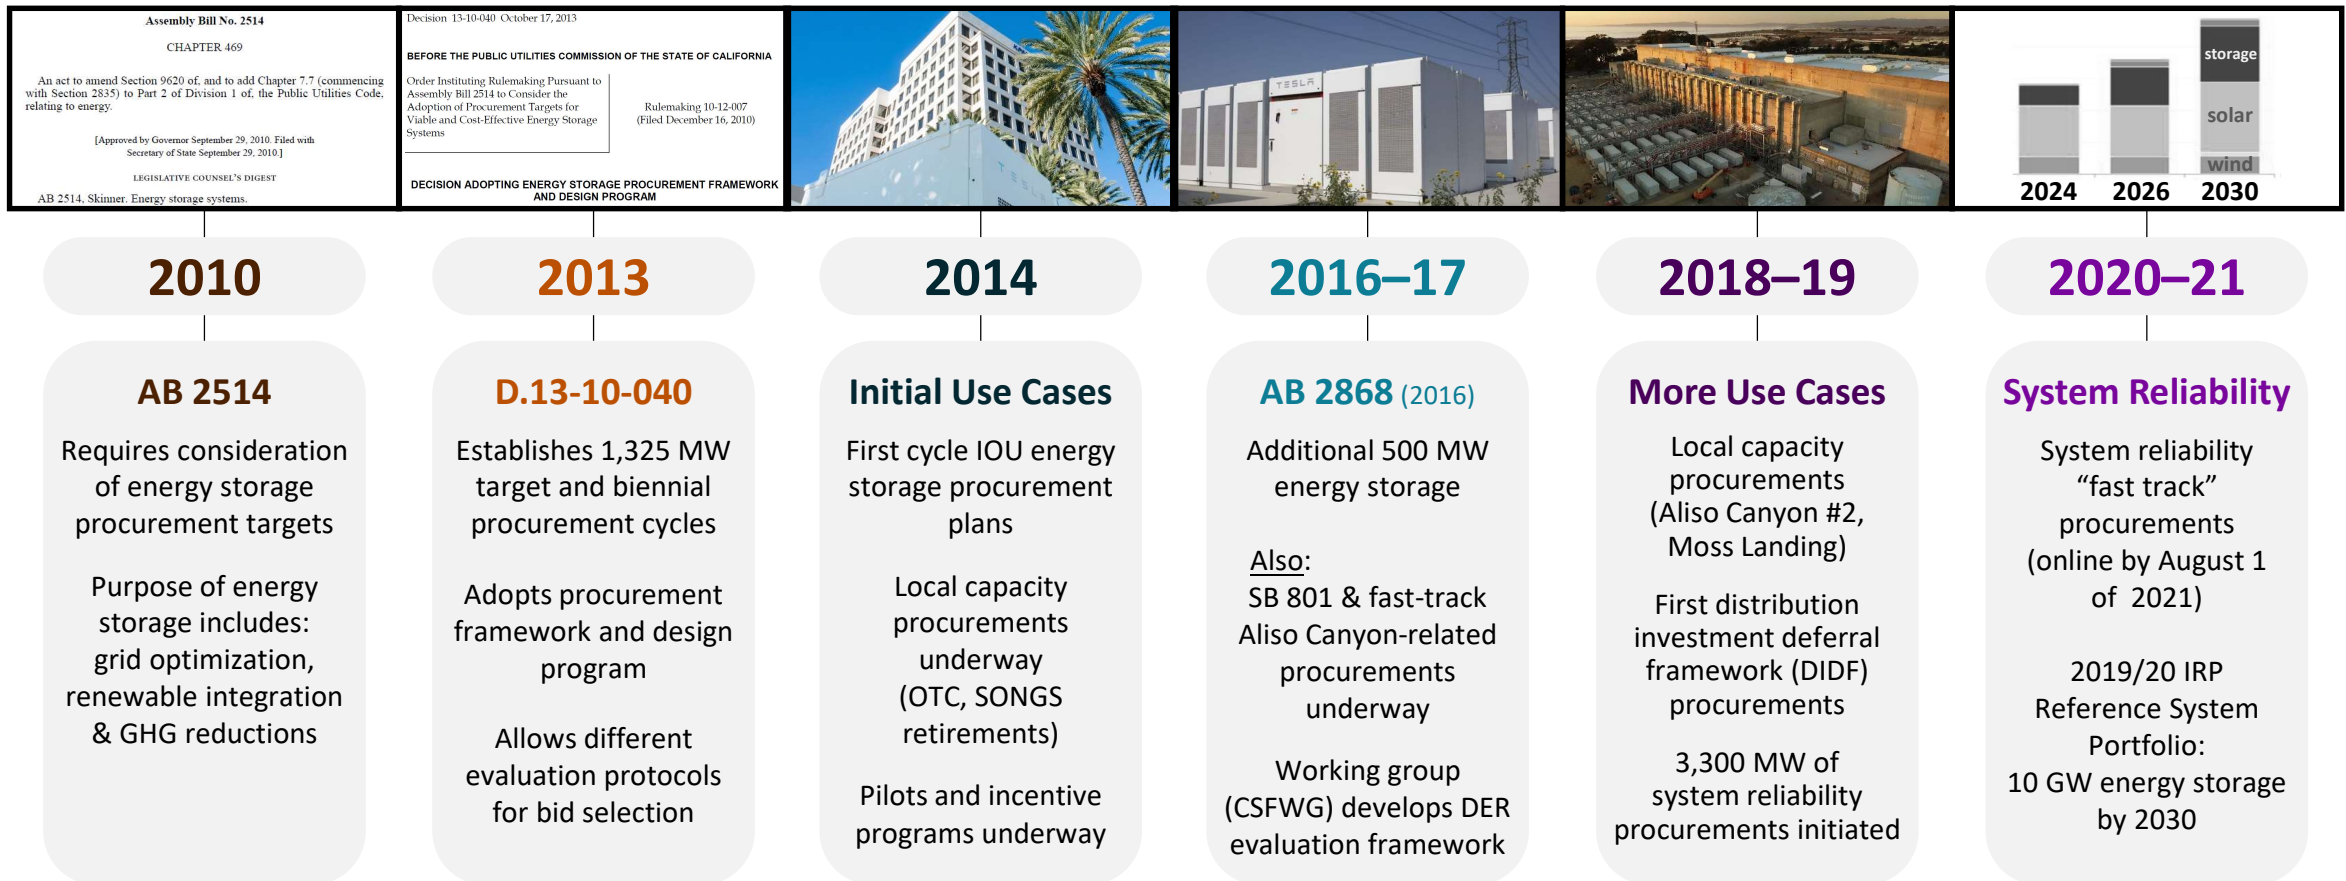 Assembly Bill No. 2514
CHAPTER 469
An act to amend Section 9620 of, and to add Chapter 7.7 (commencing
with Section 2835) to Part 2 of Division 1 of, the Public Utilities Code,
relating to energy.
[Approved by Governor September 29, 2010. Filed with
Secretary of State September 29, 2010.]
LEGISLATIVE COUNSEL'S DIGEST
AB 2514, Skinner. Energy storage systems.
Decision 13-10-040 October 17, 2013
BEFORE THE PUBLIC UTILITIES COMMISSION OF THE STATE OF CALIFORNIA
Order Instituting Rulemaking Pursuant to
Assembly Bill 2514 to Consider the
Adoption of Procurement Targets for
Viable and Cost-Effective Energy Storage
Systems
Rulemaking 10-12-007
(Filed December 16, 2010)
DECISION ADOPTING ENERGY STORAGE PROCUREMENT FRAMEWORK
AND DESIGN PROGRAM
TESLA
storage
solar
wind
2024 2026 2030
2010
AB 2514
Requires consideration
of energy storage
procurement targets
Purpose of energy
storage includes:
grid optimization,
renewable integration
& GHG reductions
2013
D.13-10-040
Establishes 1,325 MW
target and biennial
procurement cycles
Adopts procurement
framework and design
program
Allows different
evaluation protocols
for bid selection
2014
Initial Use Cases
First cycle IOU energy
storage procurement
plans
Local capacity
procurements
underway
(OTC, SONGS
retirements)
Pilots and incentive
programs underway
2016–17
AB 2868 (2016)
Additional 500 MW
energy storage
Also:
SB 801 & fast-track
Aliso Canyon-related
procurements
underway
Working group
(CSFWG) develops DER
evaluation framework
2018–19
More Use Cases
Local capacity
procurements
(Aliso Canyon #2,
Moss Landing)
First distribution
investment deferral
framework (DIDF)
procurements
3,300 MW of
system reliability
procurements initiated
2020–21
System Reliability
System reliability
“fast track”
procurements
(online by August 1
of 2021)
2019/20 IRP
Reference System
Portfolio:
10 GW energy storage
by 2030